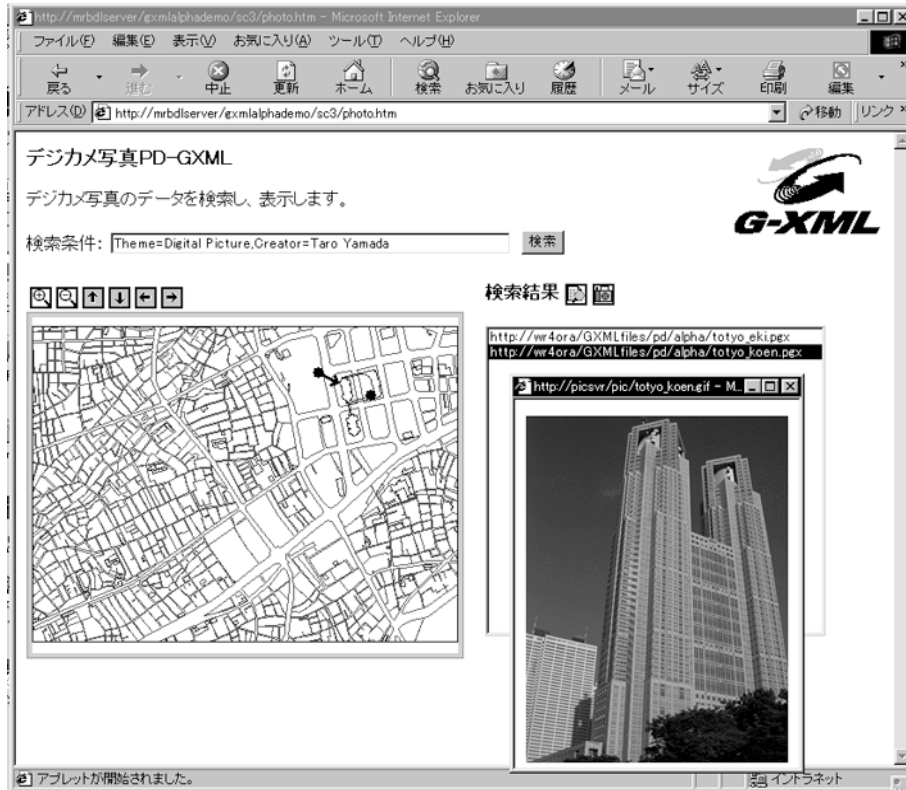 http://mrbdlserver/gxmlalphademo/sc3/photo.htm - Microsoft Internet Explorer
ファイル(F) 編集(E) 表示(V) お気に入り(A) ツール(T) ヘルプ(H)
戻る 進む 中止 更新 ホーム 検索 お気に入り 履歴 メール サイズ 印刷 編集
アドレス(D) http://mrbdlserver/gxmlalphademo/sc3/photo.htm 移動 リンク
デジカメ写真PD-GXML
デジカメ写真のデータを検索し、表示します。
G-XML
検索条件: Theme=Digital Picture,Creator=Taro Yamada 検索
検索結果
http://wr4ora/GXMLfiles/pd/alpha/totyo_eki.pgx
http://wr4ora/GXMLfiles/pd/alpha/totyo_koen.pgx
http://picsvr/pic/totyo_koen.gif - M...
アプレットが開始されました。
イントラネット